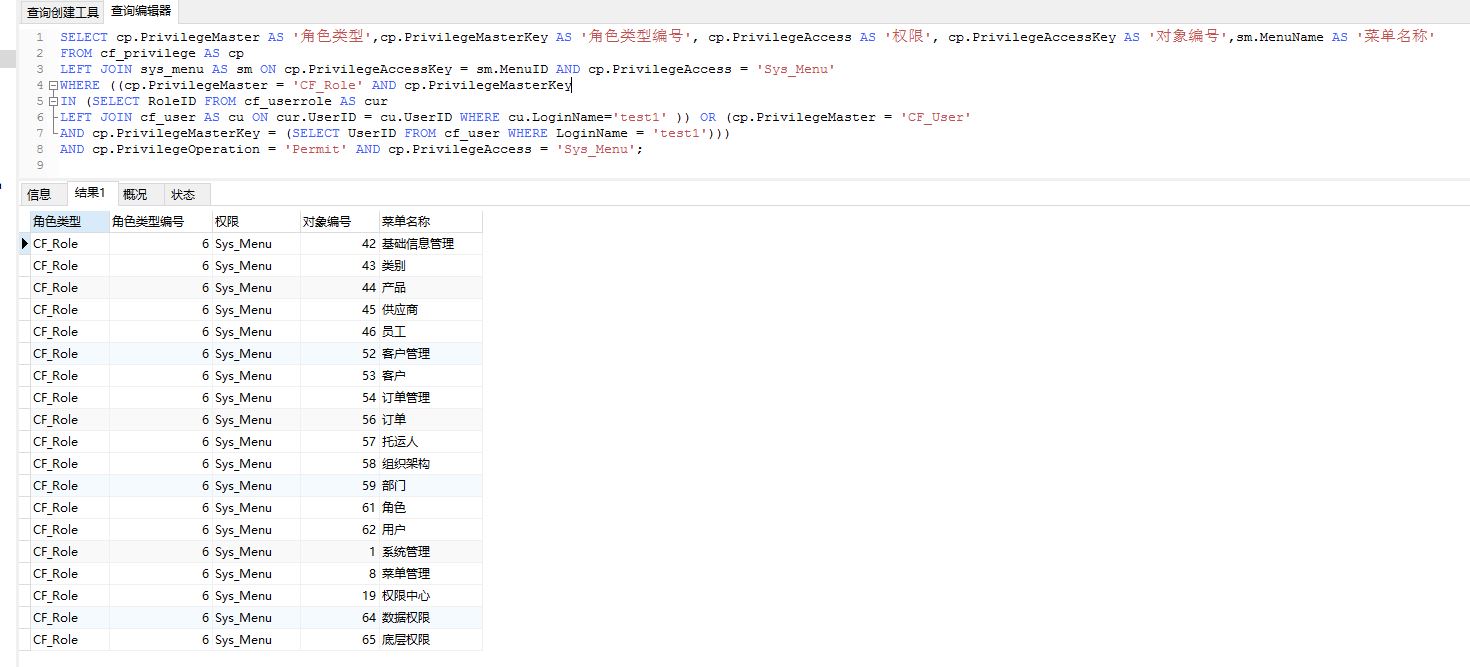 查询创建工具 查询编辑器
1 SELECT cp.PrivilegeMaster AS '角色类型',cp.PrivilegeMasterKey AS '角色类型编号', cp.PrivilegeAccess AS '权限', cp.PrivilegeAccessKey AS '对象编号',sm.MenuName AS '菜单名称'
2 FROM cf_privilege AS cp
3 LEFT JOIN sys_menu AS sm ON cp.PrivilegeAccessKey = sm.MenuID AND cp.PrivilegeAccess = 'Sys_Menu'
4 WHERE ((cp.PrivilegeMaster = 'CF_Role' AND cp.PrivilegeMasterKey
5 IN (SELECT RoleID FROM cf_userrole AS cur
6 LEFT JOIN cf_user AS cu ON cur.UserID = cu.UserID WHERE cu.LoginName='test1' )) OR (cp.PrivilegeMaster = 'CF_User'
7 AND cp.PrivilegeMasterKey = (SELECT UserID FROM cf_user WHERE LoginName = 'test1')))
8 AND cp.PrivilegeOperation = 'Permit' AND cp.PrivilegeAccess = 'Sys_Menu';
9
信息 结果1 概况 状态
角色类型 角色类型编号 权限 对象编号 菜单名称
CF_Role 6 Sys_Menu 42 基础信息管理
CF_Role 6 Sys_Menu 43 类别
CF_Role 6 Sys_Menu 44 产品
CF_Role 6 Sys_Menu 45 供应商
CF_Role 6 Sys_Menu 46 员工
CF_Role 6 Sys_Menu 52 客户管理
CF_Role 6 Sys_Menu 53 客户
CF_Role 6 Sys_Menu 54 订单管理
CF_Role 6 Sys_Menu 56 订单
CF_Role 6 Sys_Menu 57 托运人
CF_Role 6 Sys_Menu 58 组织架构
CF_Role 6 Sys_Menu 59 部门
CF_Role 6 Sys_Menu 61 角色
CF_Role 6 Sys_Menu 62 用户
CF_Role 6 Sys_Menu 1 系统管理
CF_Role 6 Sys_Menu 8 菜单管理
CF_Role 6 Sys_Menu 19 权限中心
CF_Role 6 Sys_Menu 64 数据权限
CF_Role 6 Sys_Menu 65 底层权限